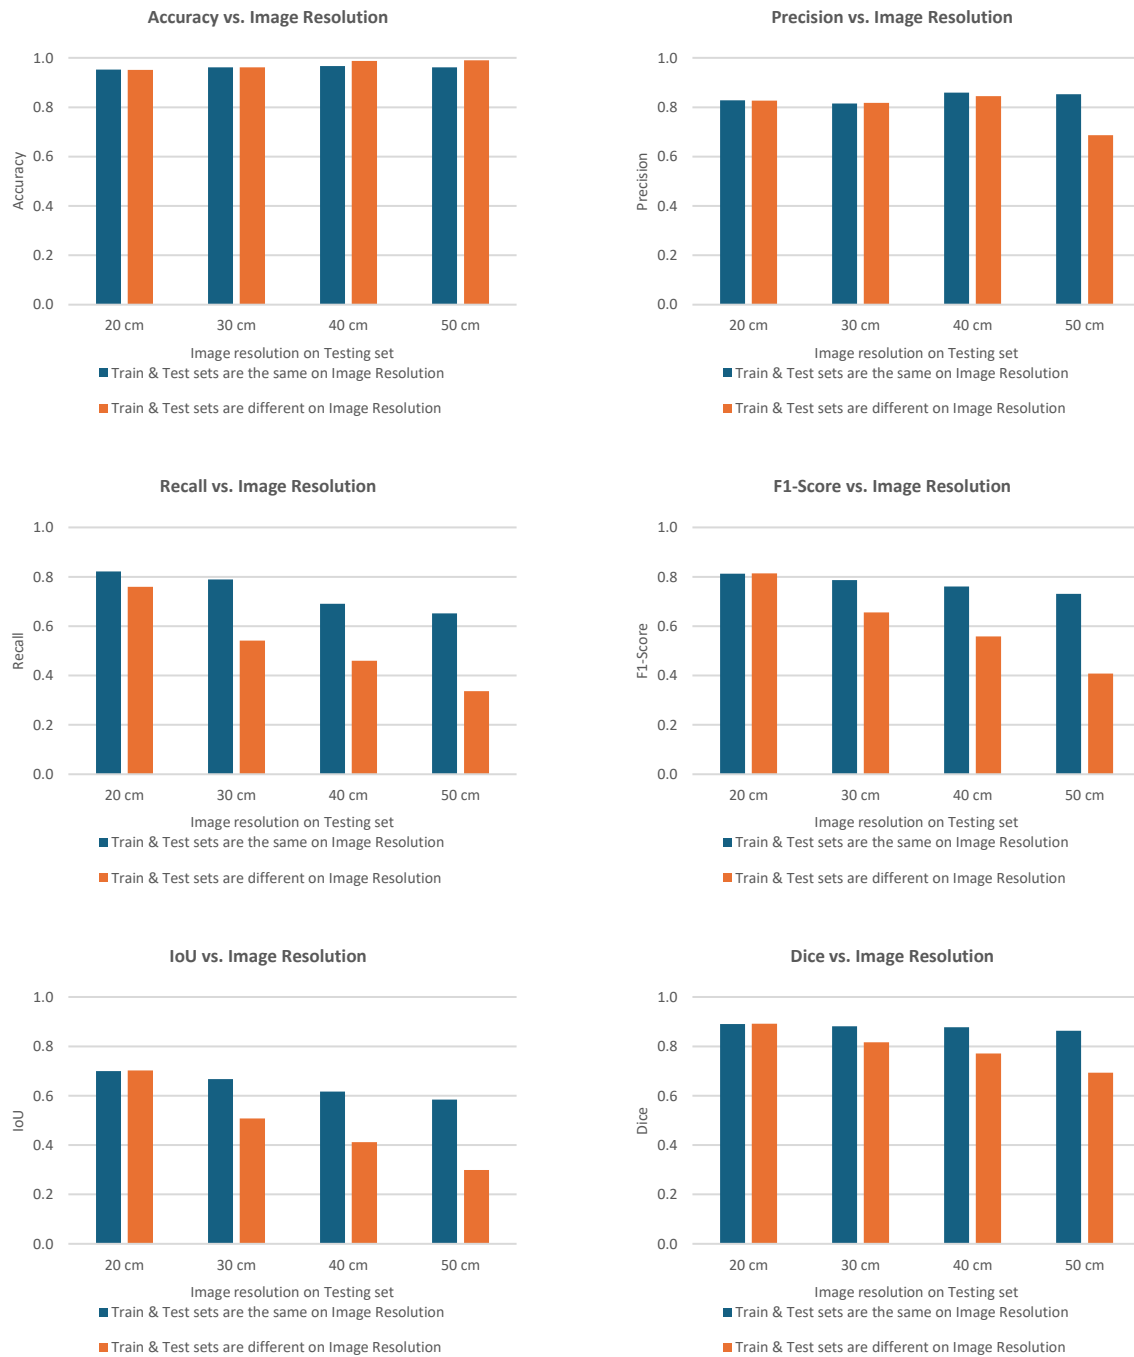 Accuracy vs. Image Resolution
1.0
0.8
0.6
0.4
0.2
0.0
Accuracy
20 cm 30 cm 40 cm 50 cm
Image resolution on Testing set
Train & Test sets are the same on Image Resolution
Train & Test sets are different on Image Resolution
Precision vs. Image Resolution
1.0
0.8
0.6
0.4
0.2
0.0
Precision
20 cm 30 cm 40 cm 50 cm
Image resolution on Testing set
Train & Test sets are the same on Image Resolution
Train & Test sets are different on Image Resolution
Recall vs. Image Resolution
1.0
0.8
0.6
0.4
0.2
0.0
Recall
20 cm 30 cm 40 cm 50 cm
Image resolution on Testing set
Train & Test sets are the same on Image Resolution
Train & Test sets are different on Image Resolution
F1-Score vs. Image Resolution
1.0
0.8
0.6
0.4
0.2
0.0
F1-Score
20 cm 30 cm 40 cm 50 cm
Image resolution on Testing set
Train & Test sets are the same on Image Resolution
Train & Test sets are different on Image Resolution
IoU vs. Image Resolution
1.0
0.8
0.6
0.4
0.2
0.0
IoU
20 cm 30 cm 40 cm 50 cm
Image resolution on Testing set
Train & Test sets are the same on Image Resolution
Train & Test sets are different on Image Resolution
Dice vs. Image Resolution
1.0
0.8
0.6
0.4
0.2
0.0
Dice
20 cm 30 cm 40 cm 50 cm
Image resolution on Testing set
Train & Test sets are the same on Image Resolution
Train & Test sets are different on Image Resolution